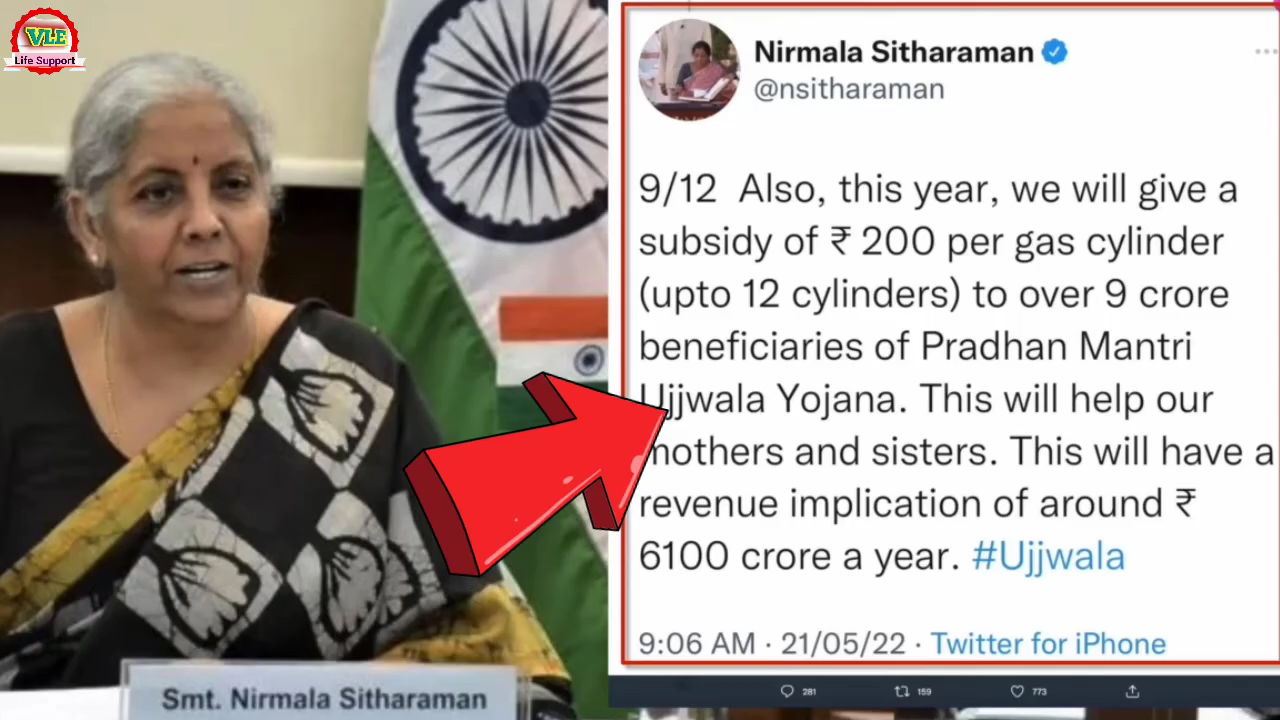 VLE
Life Support
Smt. Nirmala Sitharaman
Nirmala Sitharaman
@nsitharaman
9/12 Also, this year, we will give a
subsidy of ₹ 200 per gas cylinder
(upto 12 cylinders) to over 9 crore
beneficiaries of Pradhan Mantri
Ujjwala Yojana. This will help our
mothers and sisters. This will have a
revenue implication of around ₹
6100 crore a year. #Ujjwala
9:06 AM · 21/05/22 · Twitter for iPhone
281 159 773